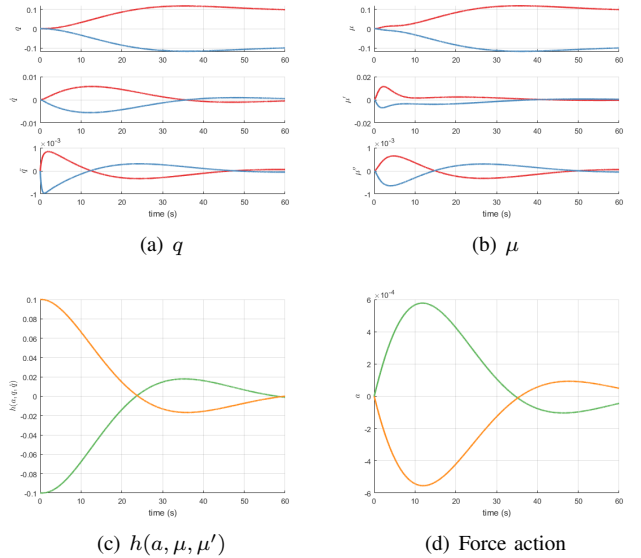 0.1
0
-0.1
q
0 10 20 30 40 50 60
0.01
0
-0.01
q̇
0 10 20 30 40 50 60
× 10⁻³
1
0
-1
q̈
0 10 20 30 40 50 60
time (s)
(a) q
0.1
0
-0.1
μ
0 10 20 30 40 50 60
0.02
0
-0.02
μ'
0 10 20 30 40 50 60
× 10⁻³
1
0
-1
μ''
0 10 20 30 40 50 60
time (s)
(b) μ
0.1
0.08
0.06
0.04
0.02
0
-0.02
-0.04
-0.06
-0.08
-0.1
h(a, q, q̇)
0 10 20 30 40 50 60
time (s)
(c) h(a, μ, μ′)
×10⁻⁴
6
4
2
0
-2
-4
-6
a
0 10 20 30 40 50 60
time (s)
(d) Force action